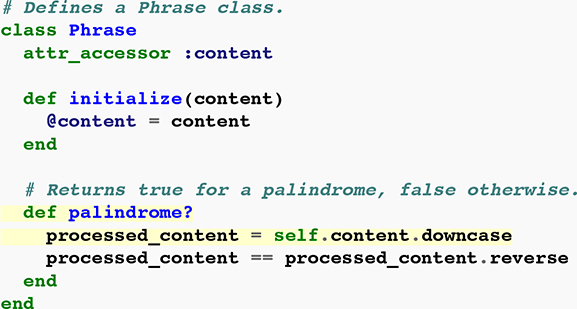 # Defines a Phrase class.
class Phrase
  attr_accessor :content

  def initialize(content)
    @content = content
  end

  # Returns true for a palindrome, false otherwise.
  def palindrome?
    processed_content = self.content.downcase
    processed_content == processed_content.reverse
  end
end